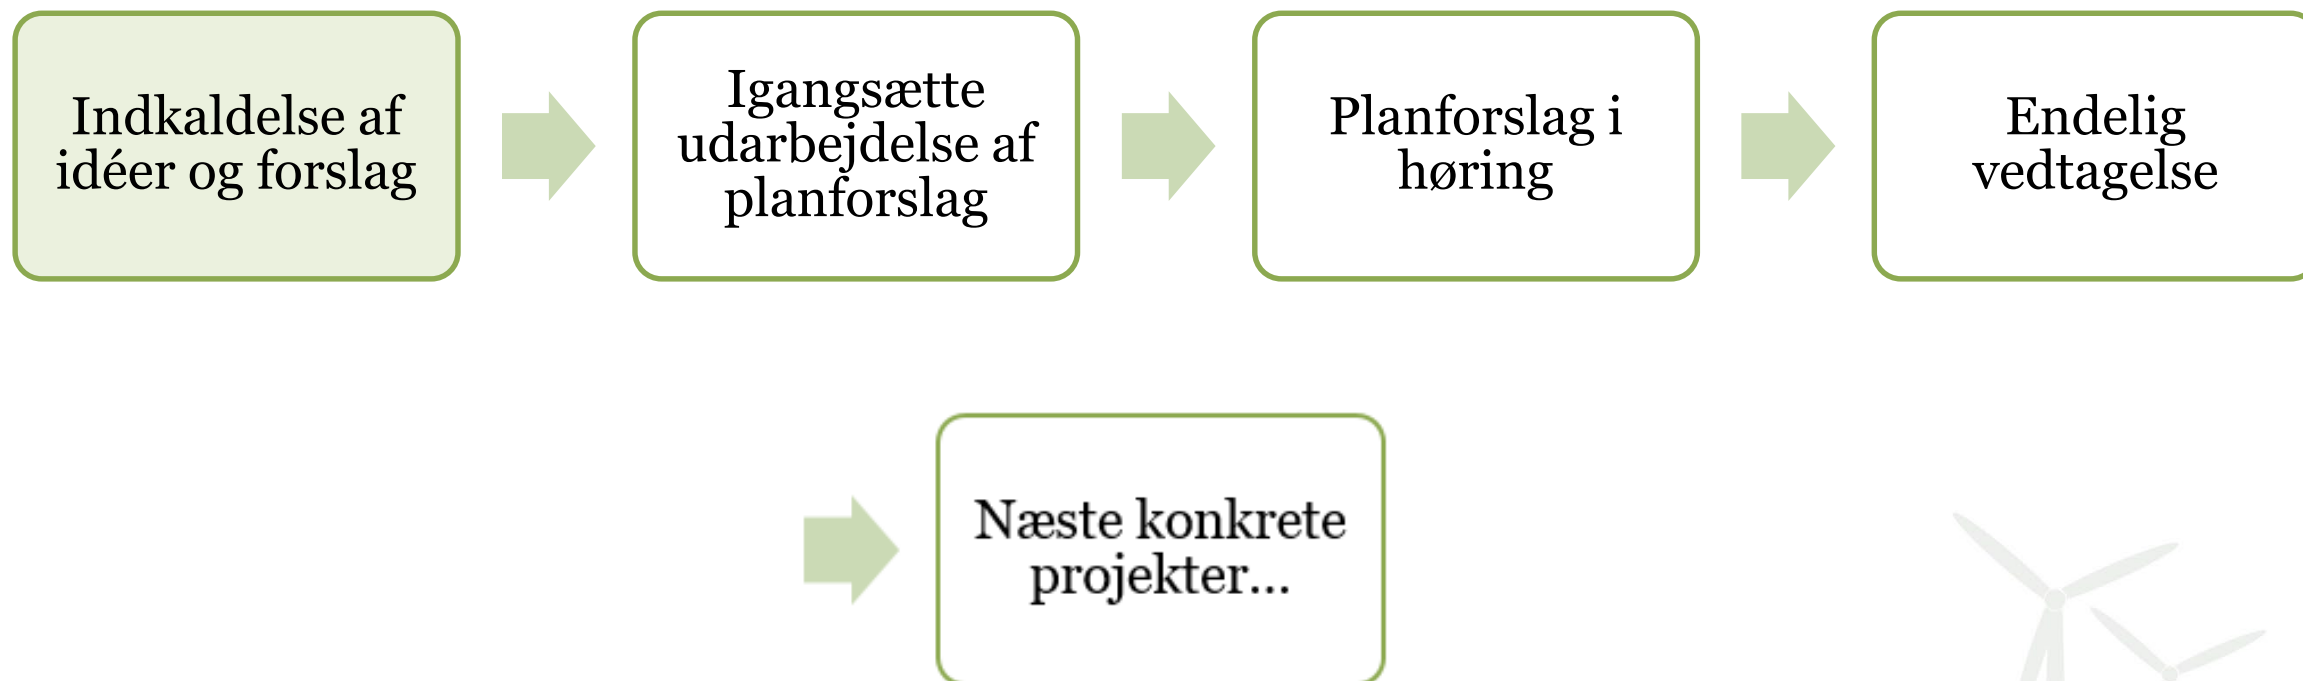 Indkaldelse af
idéer og forslag
Igangsætte
udarbejdelse af
planforslag
Planforslag i
høring
Endelig
vedtagelse
Næste konkrete
projekter...